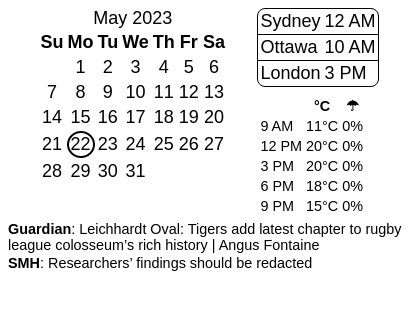 May 2023
Su Mo Tu We Th Fr Sa
1 2 3 4 5 6
7 8 9 10 11 12 13
14 15 16 17 18 19 20
21 22 23 24 25 26 27
28 29 30 31
Sydney 12 AM
Ottawa 10 AM
London 3 PM
°C ☂
9 AM 11°C 0%
12 PM 20°C 0%
3 PM 20°C 0%
6 PM 18°C 0%
9 PM 15°C 0%
Guardian: Leichhardt Oval: Tigers add latest chapter to rugby
league colosseum’s rich history | Angus Fontaine
SMH: Researchers’ findings should be redacted